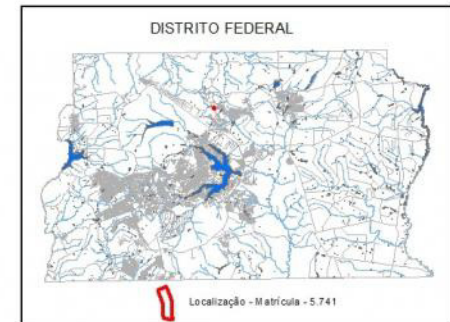 DISTRITO FEDERAL
Localização - Matrícula - 5.741